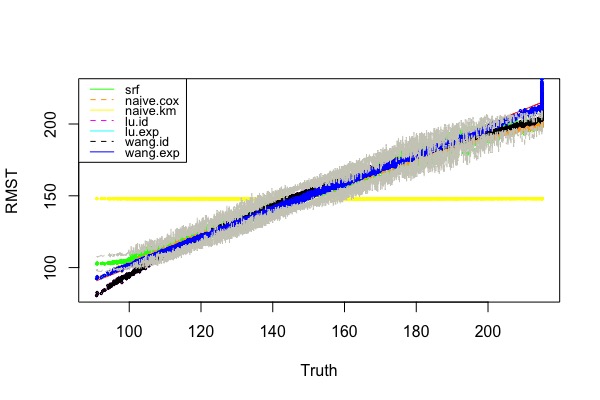 srf
naive.cox
naive.km
lu.id
lu.exp
wang.id
wang.exp
RMST
200
150
100
100 120 140 160 180 200
Truth